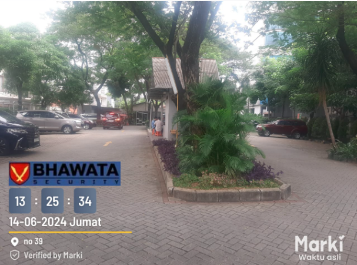 BHAWATA
SECURITY
13 : 25 : 34
14-06-2024 Jumat
no 39
Verified by Marki
Marki
Waktu asli